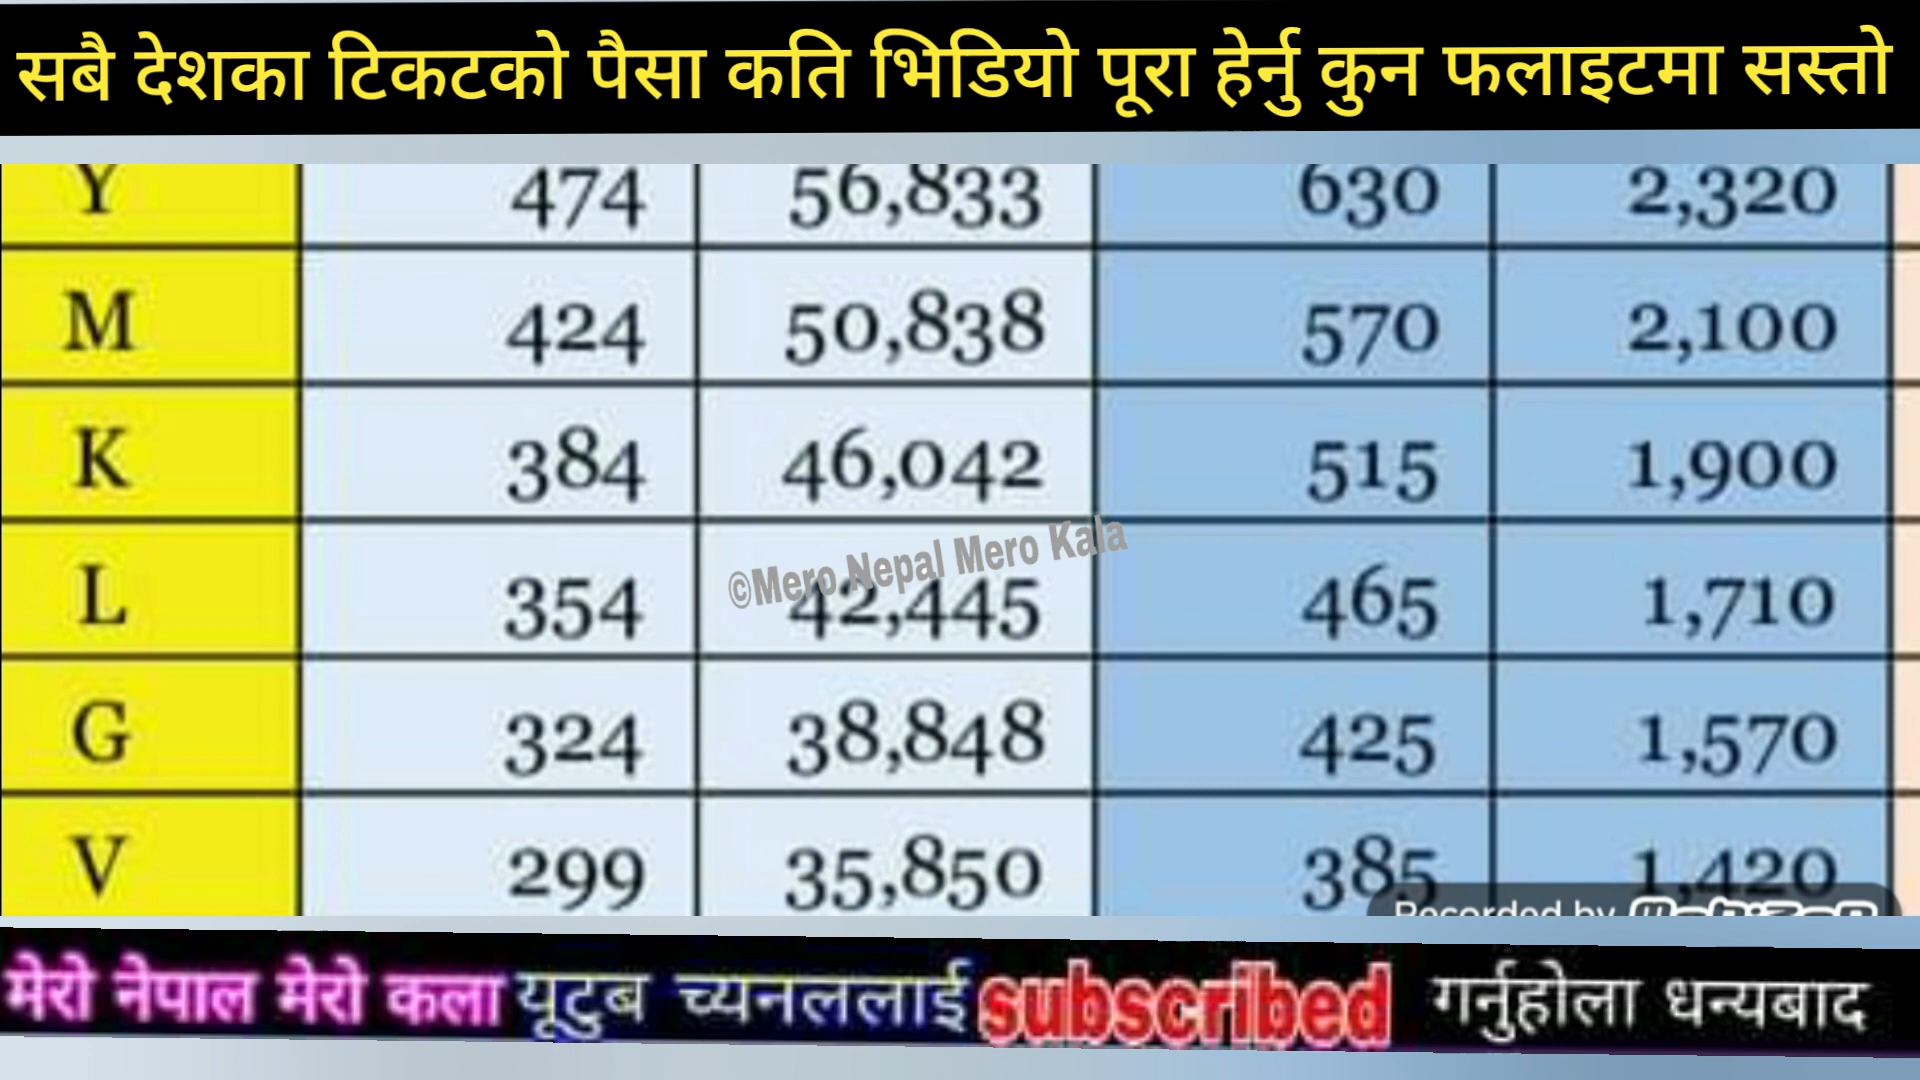 सबै देशका टिकटको पैसा कति भिडियो पूरा हेर्नु कुन फलाइटमा सस्तो
Y 474 56,833 630 2,320
M 424 50,838 570 2,100
K 384 46,042 515 1,900
©Mero Nepal Mero Kala
L 354 42,445 465 1,710
G 324 38,848 425 1,570
V 299 35,850 385 1,420
Recorded by
मेरो नेपाल मेरो कला यूटुब च्यनललाई subscribed गर्नुहोला धन्यबाद